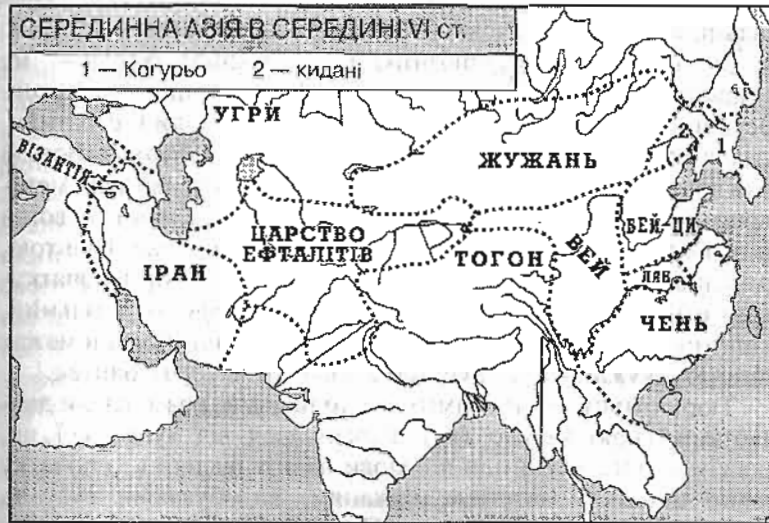 СЕРЕДИННА АЗІЯ В СЕРЕДИНІ VI ст.
1 — Когурьо 2 — кидані
УГРИ
ВІЗАНТІЯ
ЖУЖАНЬ
2
1
ЦАРСТВО
ЕФТАЛІТІВ
ІРАН
ТОГОН
ВЕЙ
БЕЙ-ЦИ
ЛЯН
ЧЕНЬ